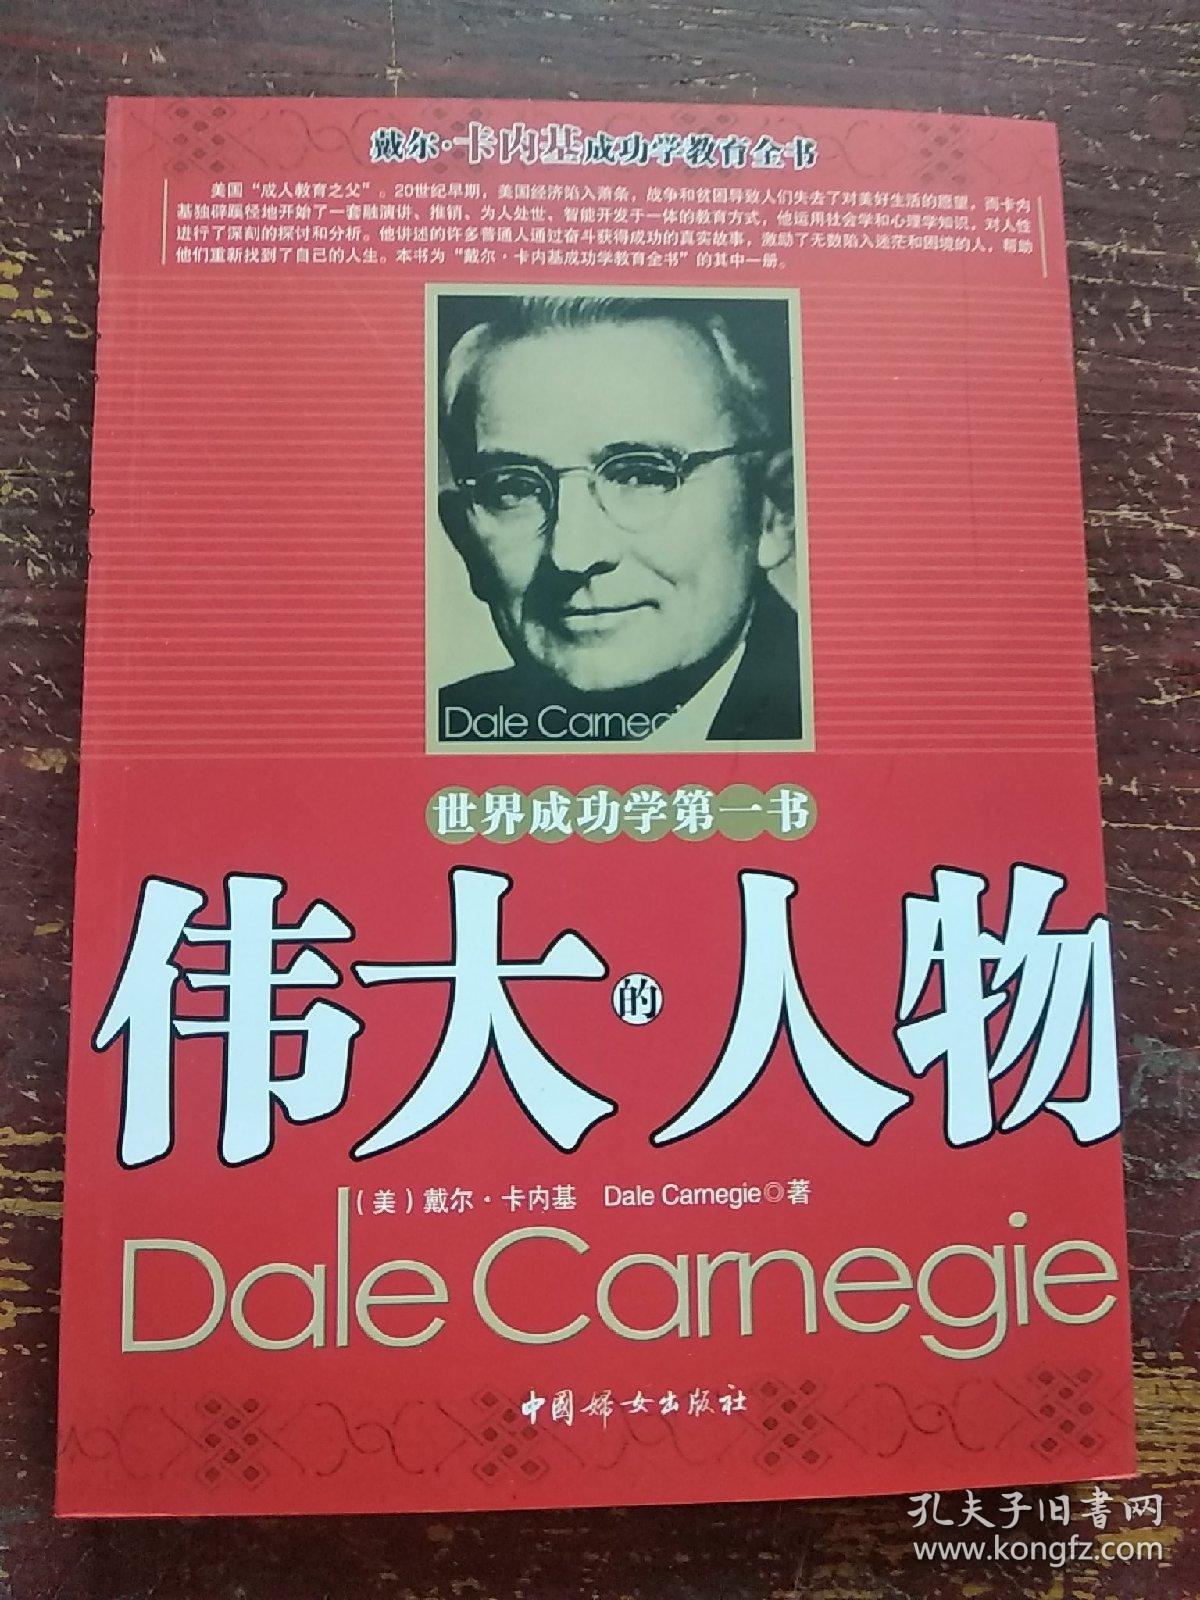 戴尔·卡内基成功学教育全书
美国“成人教育之父”。20世纪早期，美国经济陷入萧条，战争和贫困导致人们失去了对美好生活的愿望，而卡内
基独辟蹊径地开始了一套融演讲、推销、为人处世、智能开发于一体的教育方式，他运用社会学和心理学知识，对人性
进行了深刻的探讨和分析。他讲述的许多普通人通过奋斗获得成功的真实故事，激励了无数陷入迷茫和困境的人，帮助
他们重新找到了自己的人生。本书为“戴尔·卡内基成功学教育全书”的其中一册。
Dale Carneg
世界成功学第一书
伟大·的·人物
（美）戴尔·卡内基 Dale Carnegie◎著
Dale Carnegie
中国妇女出版社
孔夫子旧书网
www.kongfz.com